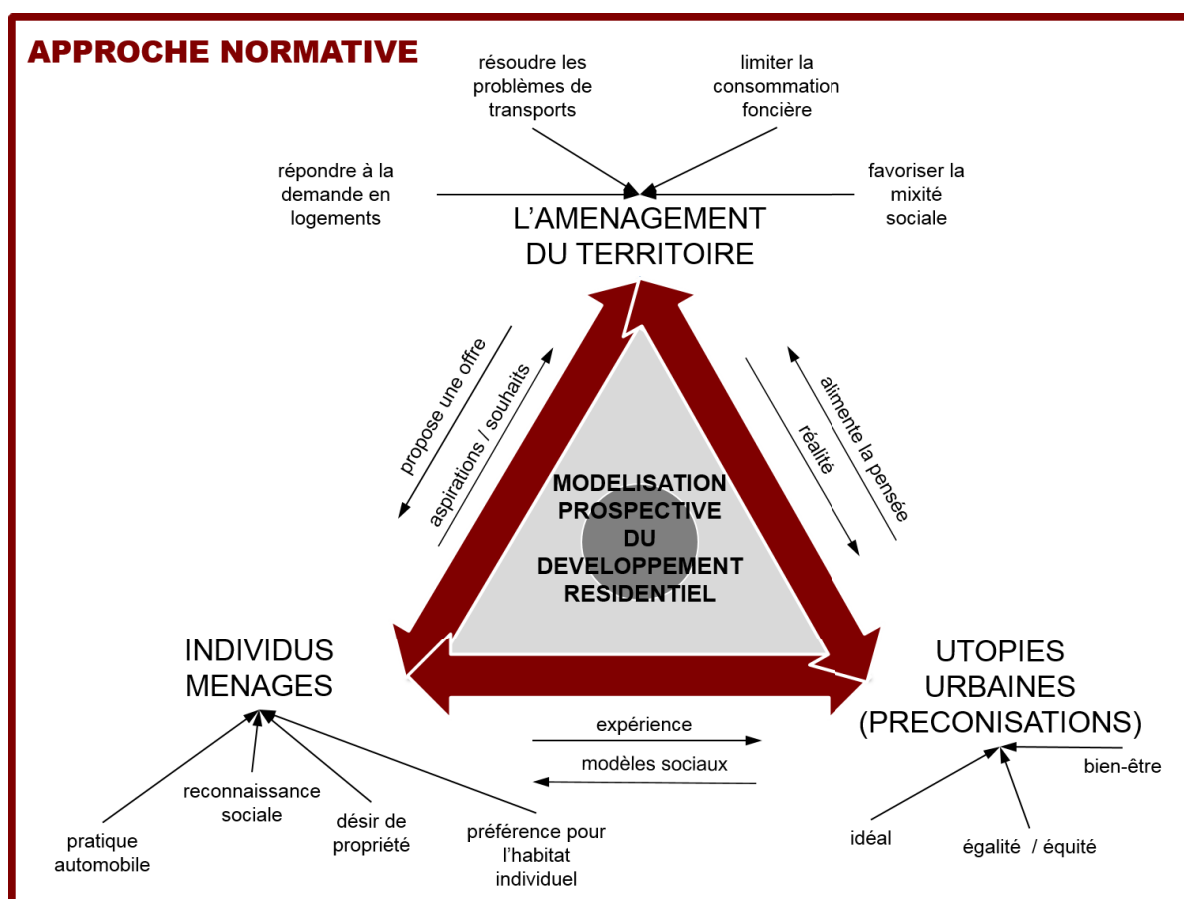 APPROCHE NORMATIVE
résoudre les
problèmes de
transports
limiter la
consommation
foncière
répondre à la
demande en
logements
favoriser la
mixité
sociale
L'AMENAGEMENT
DU TERRITOIRE
propose une offre
aspirations / souhaits
réalité
alimente la pensée
MODELISATION
PROSPECTIVE
DU
DEVELOPPEMENT
RESIDENTIEL
INDIVIDUS
MENAGES
UTOPIES
URBAINES
(PRECONISATIONS)
expérience
modèles sociaux
pratique
automobile
reconnaissance
sociale
désir de
propriété
préférence pour
l'habitat
individuel
idéal
égalité / équité
bien-être